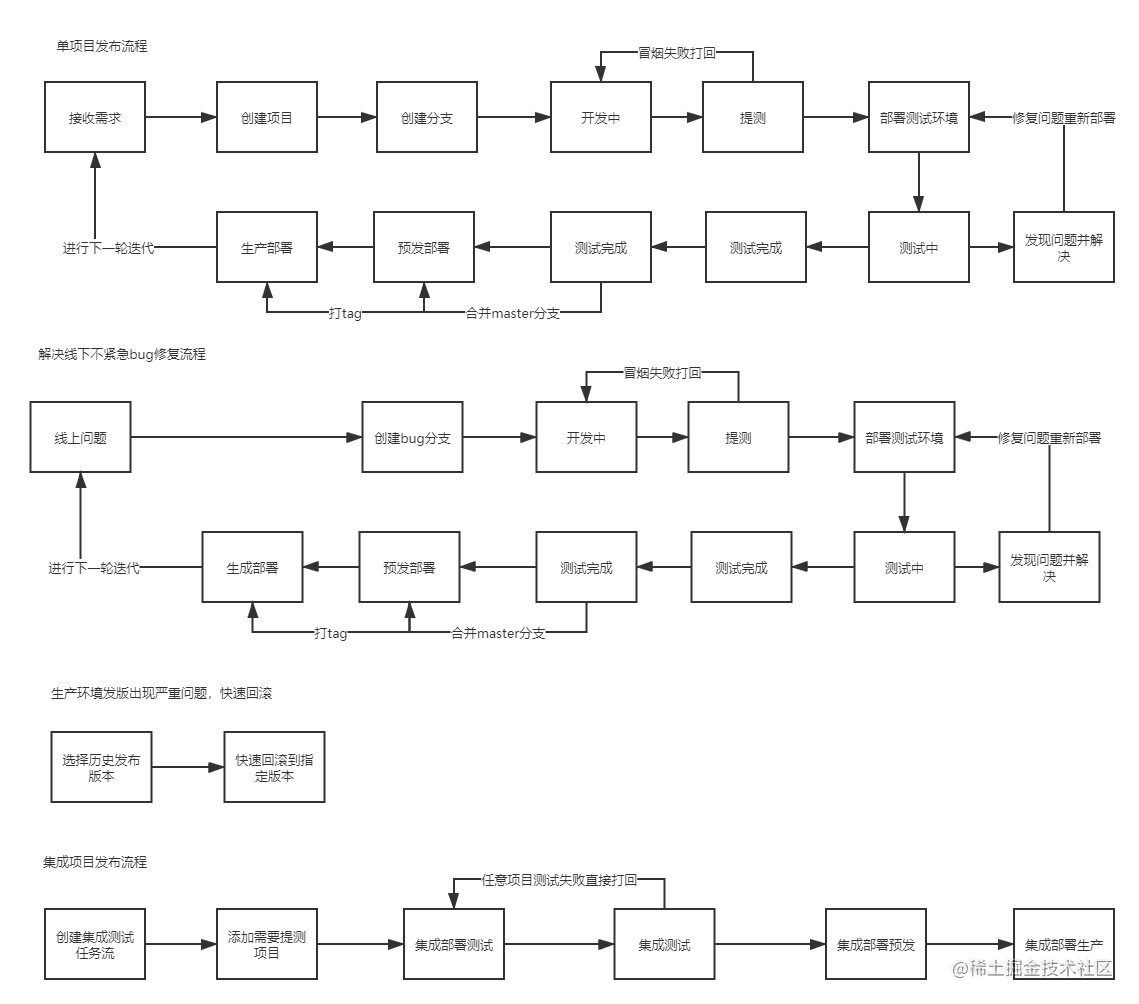 单项目发布流程
冒烟失败打回
接收需求
创建项目
创建分支
开发中
提测
部署测试环境
修复问题重新部署
进行下一轮迭代
生产部署
预发部署
测试完成
测试完成
测试中
发现问题并解
决
打tag
合并master分支
解决线下不紧急bug修复流程
冒烟失败打回
线上问题
创建bug分支
开发中
提测
部署测试环境
修复问题重新部署
进行下一轮迭代
生成部署
预发部署
测试完成
测试完成
测试中
发现问题并解
决
打tag
合并master分支
生产环境发版出现严重问题，快速回滚
选择历史发布
版本
快速回滚到指
定版本
集成项目发布流程
任意项目测试失败直接打回
创建集成测试
任务流
添加需要提测
项目
集成部署测试
集成测试
集成部署预发
集成部署生产
@稀土掘金技术社区